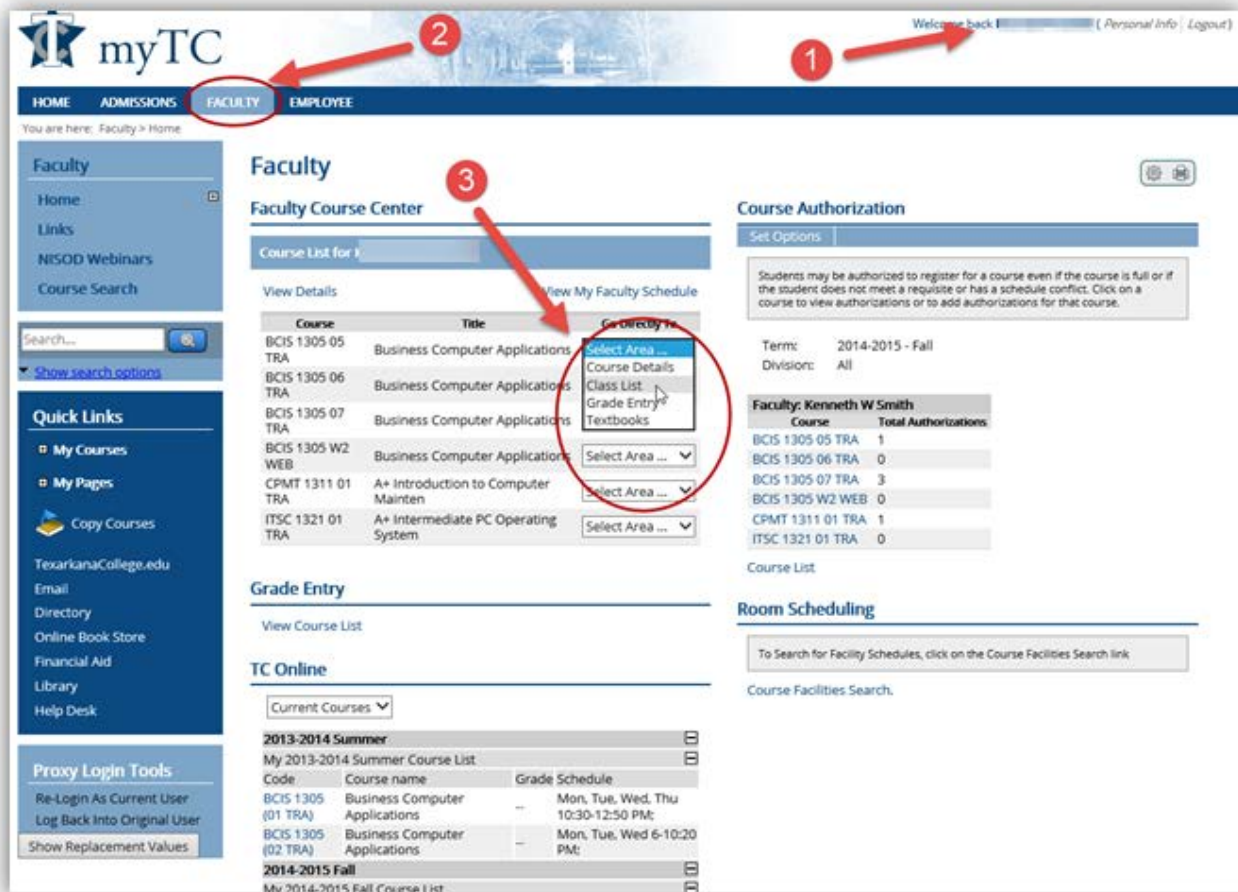 TC myTC
Welcome back ( Personal Info | Logout )
1
2
HOME ADMISSIONS FACULTY EMPLOYEE
You are here: Faculty > Home
Faculty
Home
Links
NISOD Webinars
Course Search
Search...
Show search options
Quick Links
My Courses
My Pages
Copy Courses
TexarkanaCollege.edu
Email
Directory
Online Book Store
Financial Aid
Library
Help Desk
Proxy Login Tools
Re-Login As Current User
Log Back Into Original User
Show Replacement Values
Faculty
3
Faculty Course Center
Course List for
View Details View My Faculty Schedule
Course Title Go Directly To
BCIS 1305 05
TRA Business Computer Applications Select Area ...
Course Details
Class List
Grade Entry
Textbooks
BCIS 1305 06
TRA Business Computer Applications
BCIS 1305 07
TRA Business Computer Applications
BCIS 1305 W2
WEB Business Computer Applications Select Area ...
CPMT 1311 01
TRA A+ Introduction to Computer
Mainten Select Area ...
ITSC 1321 01
TRA A+ Intermediate PC Operating
System Select Area ...
Grade Entry
View Course List
TC Online
Current Courses
2013-2014 Summer
My 2013-2014 Summer Course List
Code Course name Grade Schedule
BCIS 1305 Business Computer -- Mon, Tue, Wed, Thu
(01 TRA) Applications 10:30-12:50 PM;
BCIS 1305 Business Computer -- Mon, Tue, Wed 6-10:20
(02 TRA) Applications PM;
2014-2015 Fall
My 2014-2015 Fall Course List
Course Authorization
Set Options
Students may be authorized to register for a course even if the course is full or if
the student does not meet a requisite or has a schedule conflict. Click on a
course to view authorizations or to add authorizations for that course.
Term: 2014-2015 - Fall
Division: All
Faculty: Kenneth W Smith
Course Total Authorizations
BCIS 1305 05 TRA 1
BCIS 1305 06 TRA 0
BCIS 1305 07 TRA 3
BCIS 1305 W2 WEB 0
CPMT 1311 01 TRA 1
ITSC 1321 01 TRA 0
Course List
Room Scheduling
To Search for Facility Schedules, click on the Course Facilities Search link
Course Facilities Search.